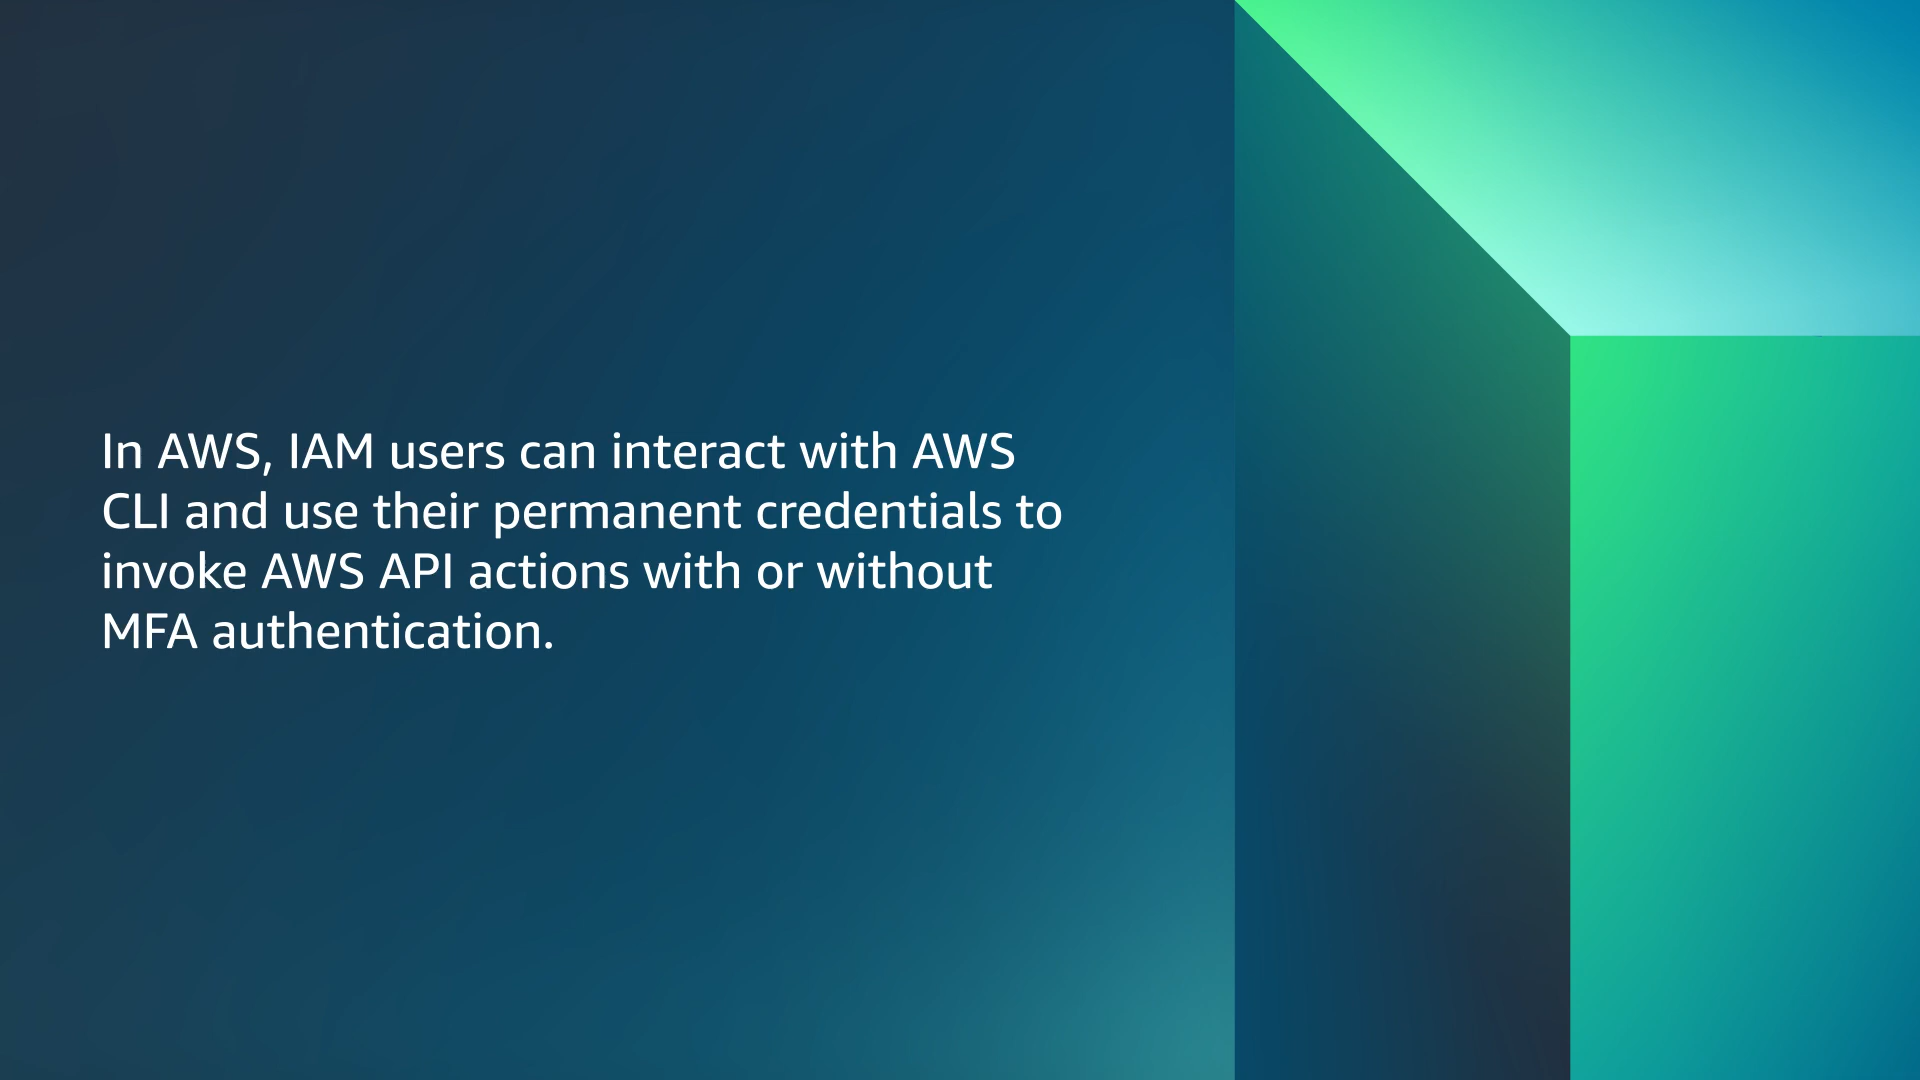 In AWS, IAM users can interact with AWS
CLI and use their permanent credentials to
invoke AWS API actions with or without
MFA authentication.